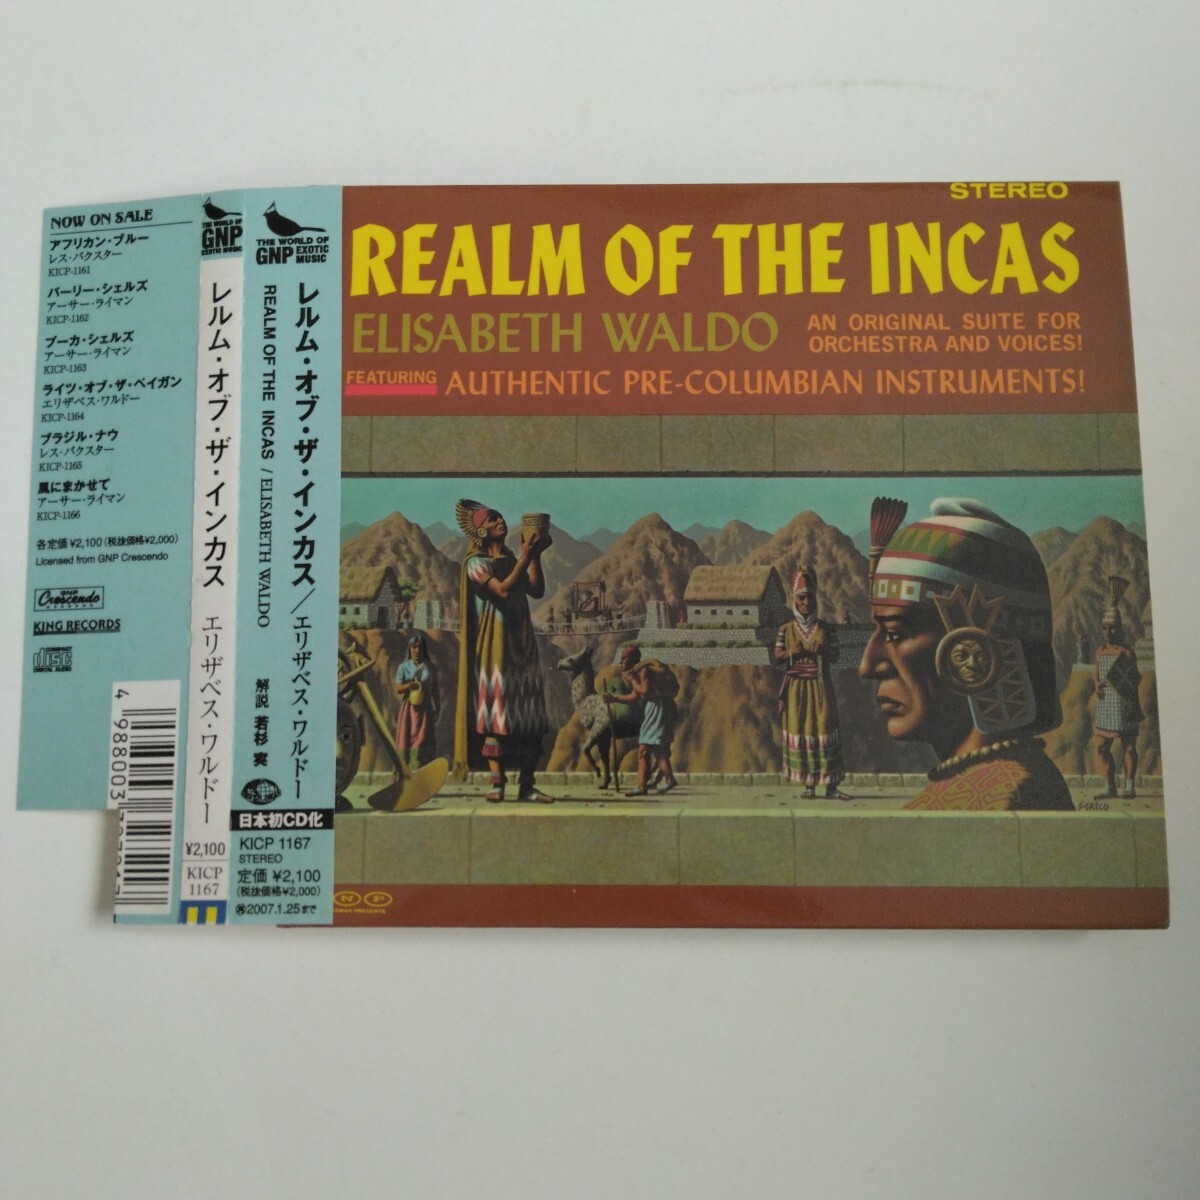 NOW ON SALE
アフリカン・ブルー
レス・バクスター
KICP-1161
バーリー・シェルズ
アーサー・ライマン
KICP-1162
プーカ・シェルズ
アーサー・ライマン
KICP-1163
ライツ・オブ・ザ・ペイガン
エリザベス・ワルドー
KICP-1164
ブラジル・ナウ
レス・バクスター
KICP-1165
風にまかせて
アーサー・ライマン
KICP-1166
各定価 ¥2,100 (税抜価格¥2,000)
Licensed from GNP Crescendo
GNP
Crescendo
RECORDS
KING RECORDS
COMPACT
disc
DIGITAL AUDIO
THE WORLD OF
GNP
EXOTIC MUSIC
レルム・オブ・ザ・インカス エリザベス・ワルドー
¥2,100
KICP
1167
THE WORLD OF
GNP EXOTIC MUSIC
レルム・オブ・ザ・インカス/エリザベス・ワルドー
REALM OF THE INCAS / ELISABETH WALDO
解説 若杉 実
日本初CD化
KICP 1167
STEREO
定価 ¥2,100
(税抜価格¥2,000)
2007.1.25まで
STEREO
REALM OF THE INCAS
ELISABETH WALDO
AN ORIGINAL SUITE FOR
ORCHESTRA AND VOICES!
FEATURING AUTHENTIC PRE-COLUMBIAN INSTRUMENTS!
F. GRECO
N P
PRESENTS